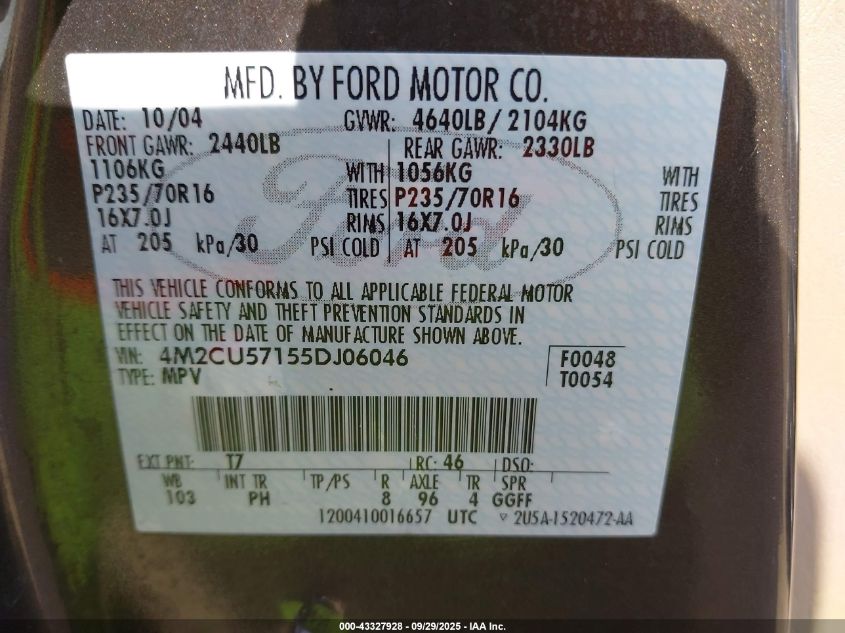 MFD. BY FORD MOTOR CO.
DATE: 10/04 GVWR: 4640LB/ 2104KG
FRONT GAWR: 2440LB REAR GAWR: 2330LB
1106KG WITH 1056KG WITH
P235/70R16 TIRES P235/70R16 TIRES
16X7.0J RIMS 16X7.0J RIMS
AT 205 kPa/30 PSI COLD AT 205 kPa/30 PSI COLD
Ford
THIS VEHICLE CONFORMS TO ALL APPLICABLE FEDERAL MOTOR
VEHICLE SAFETY AND THEFT PREVENTION STANDARDS IN
EFFECT ON THE DATE OF MANUFACTURE SHOWN ABOVE.
VIN: 4M2CU57155DJ06046 F0048
TYPE: MPV T0054
EXT PNT: T7 RC: 46 DSO:
WB INT TR TP/PS R AXLE TR SPR
103 PH 8 96 4 GGFF
1200410016657 UTC 2U5A-1520472-AA
000-43327928 - 09/29/2025 - IAA Inc.